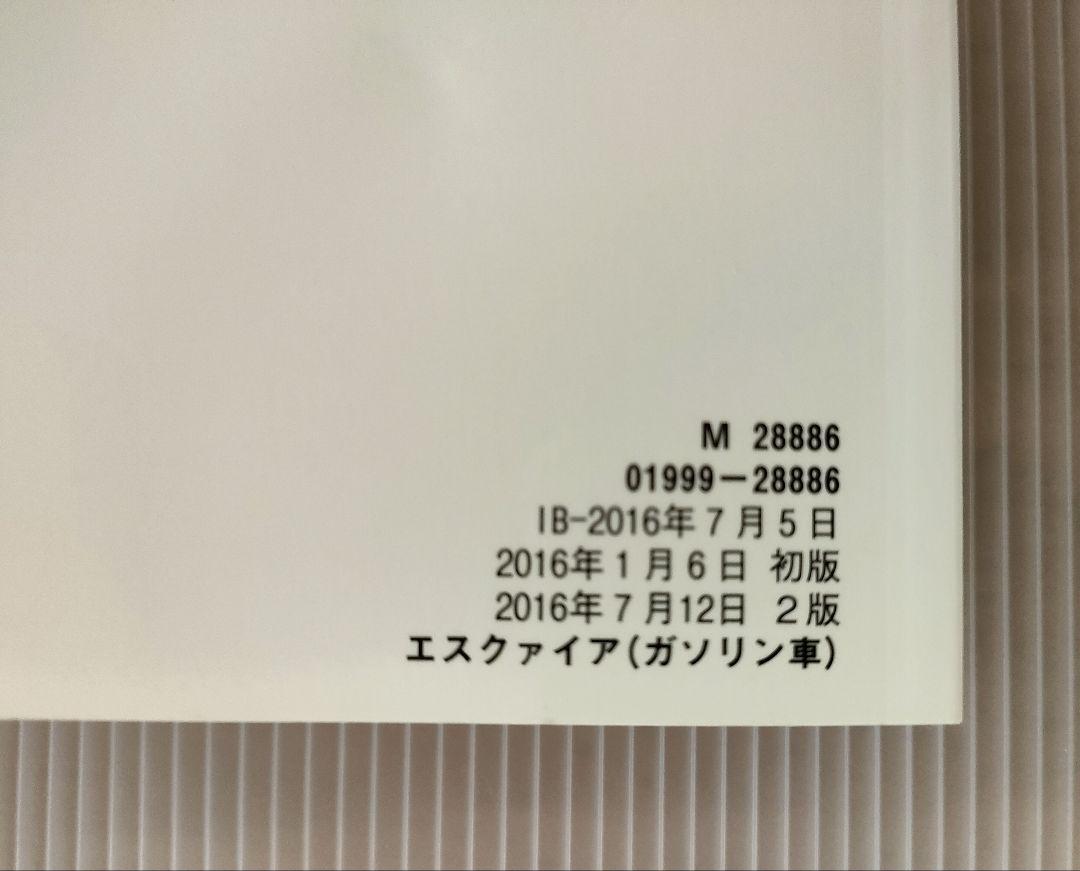 M 28886
01999−28886
IB-2016年7月5日
2016年1月6日 初版
2016年7月12日 2版
エスクァイア(ガソリン車)